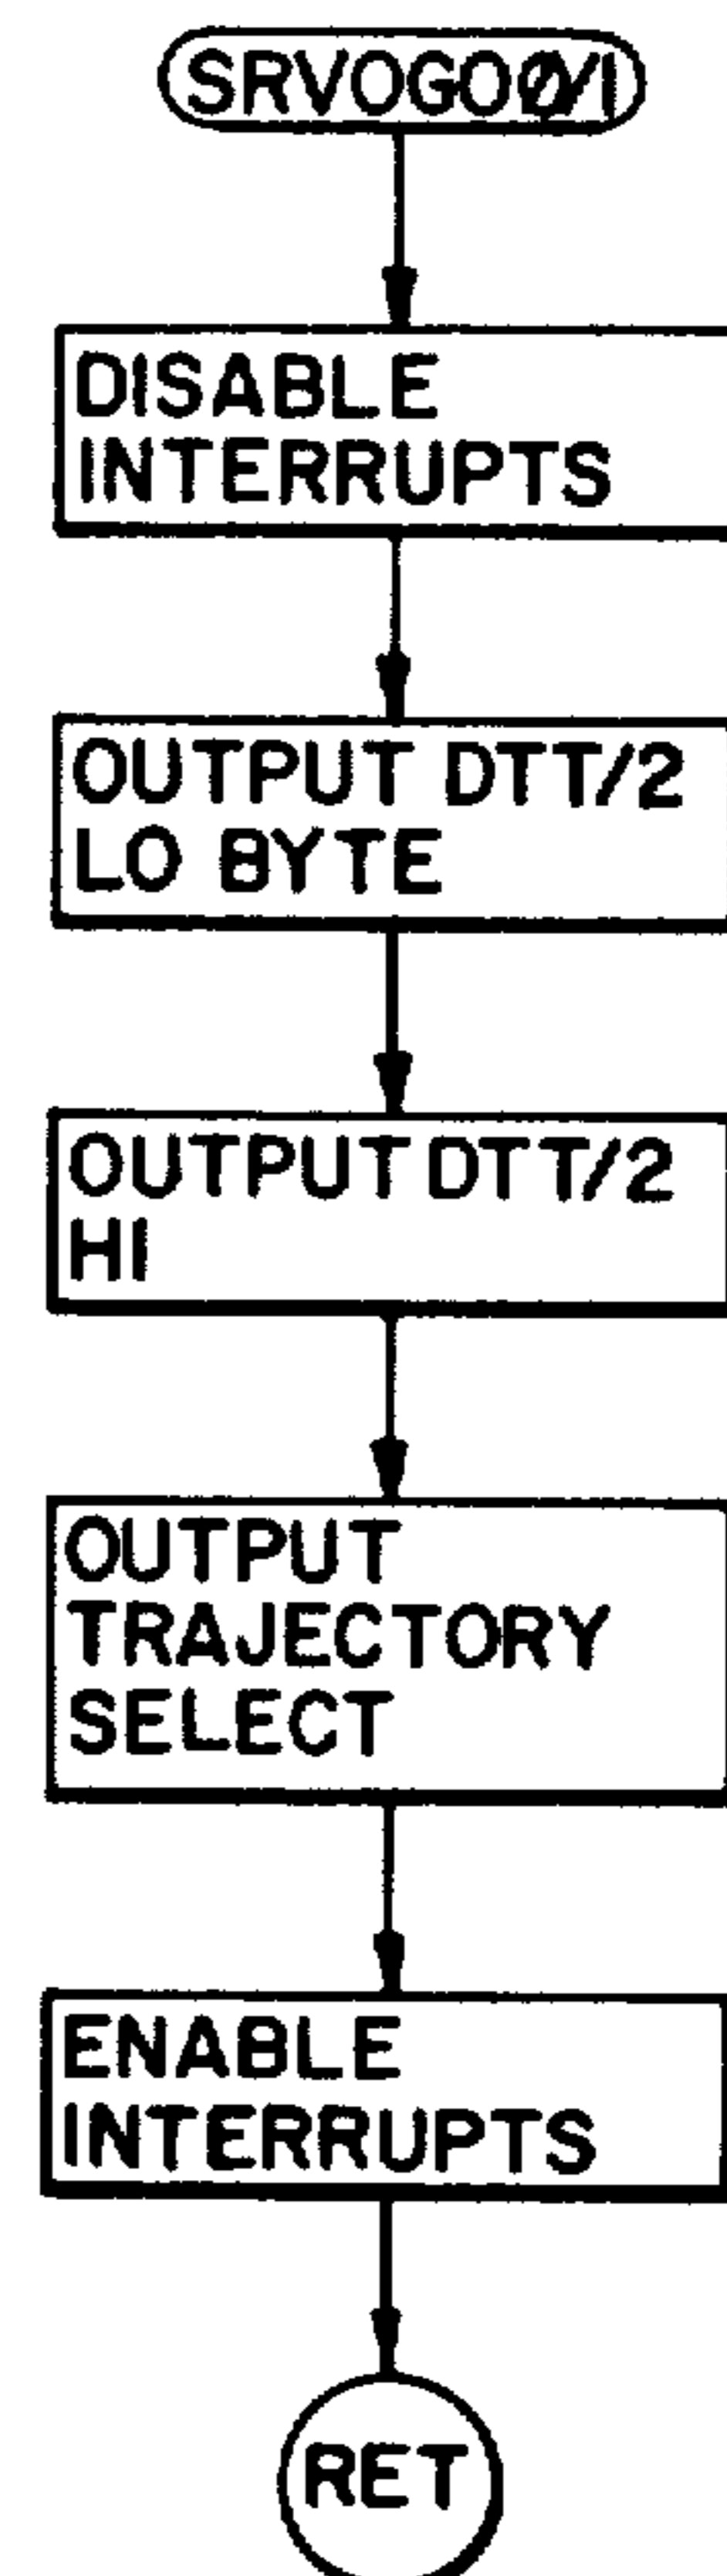 SRVOGO0/1
DISABLE
INTERRUPTS
OUTPUT DTT/2
LO BYTE
OUTPUT DTT/2
HI
OUTPUT
TRAJECTORY
SELECT
ENABLE
INTERRUPTS
RET